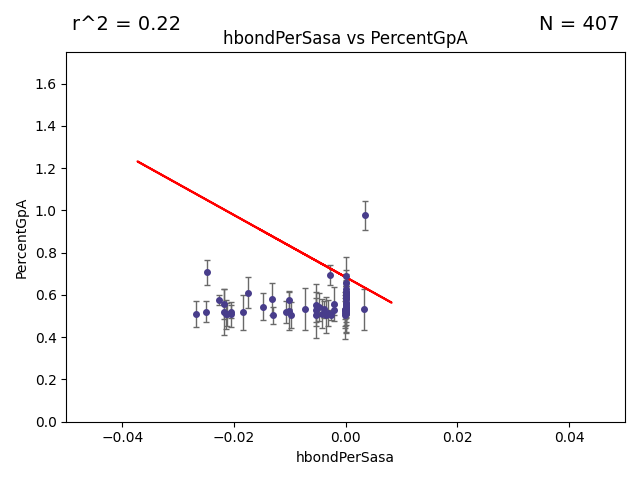 r^2 = 0.22
N = 407
hbondPerSasa vs PercentGpA
PercentGpA
1.6
1.4
1.2
1.0
0.8
0.6
0.4
0.2
0.0
−0.04 −0.02 0.00 0.02 0.04
hbondPerSasa